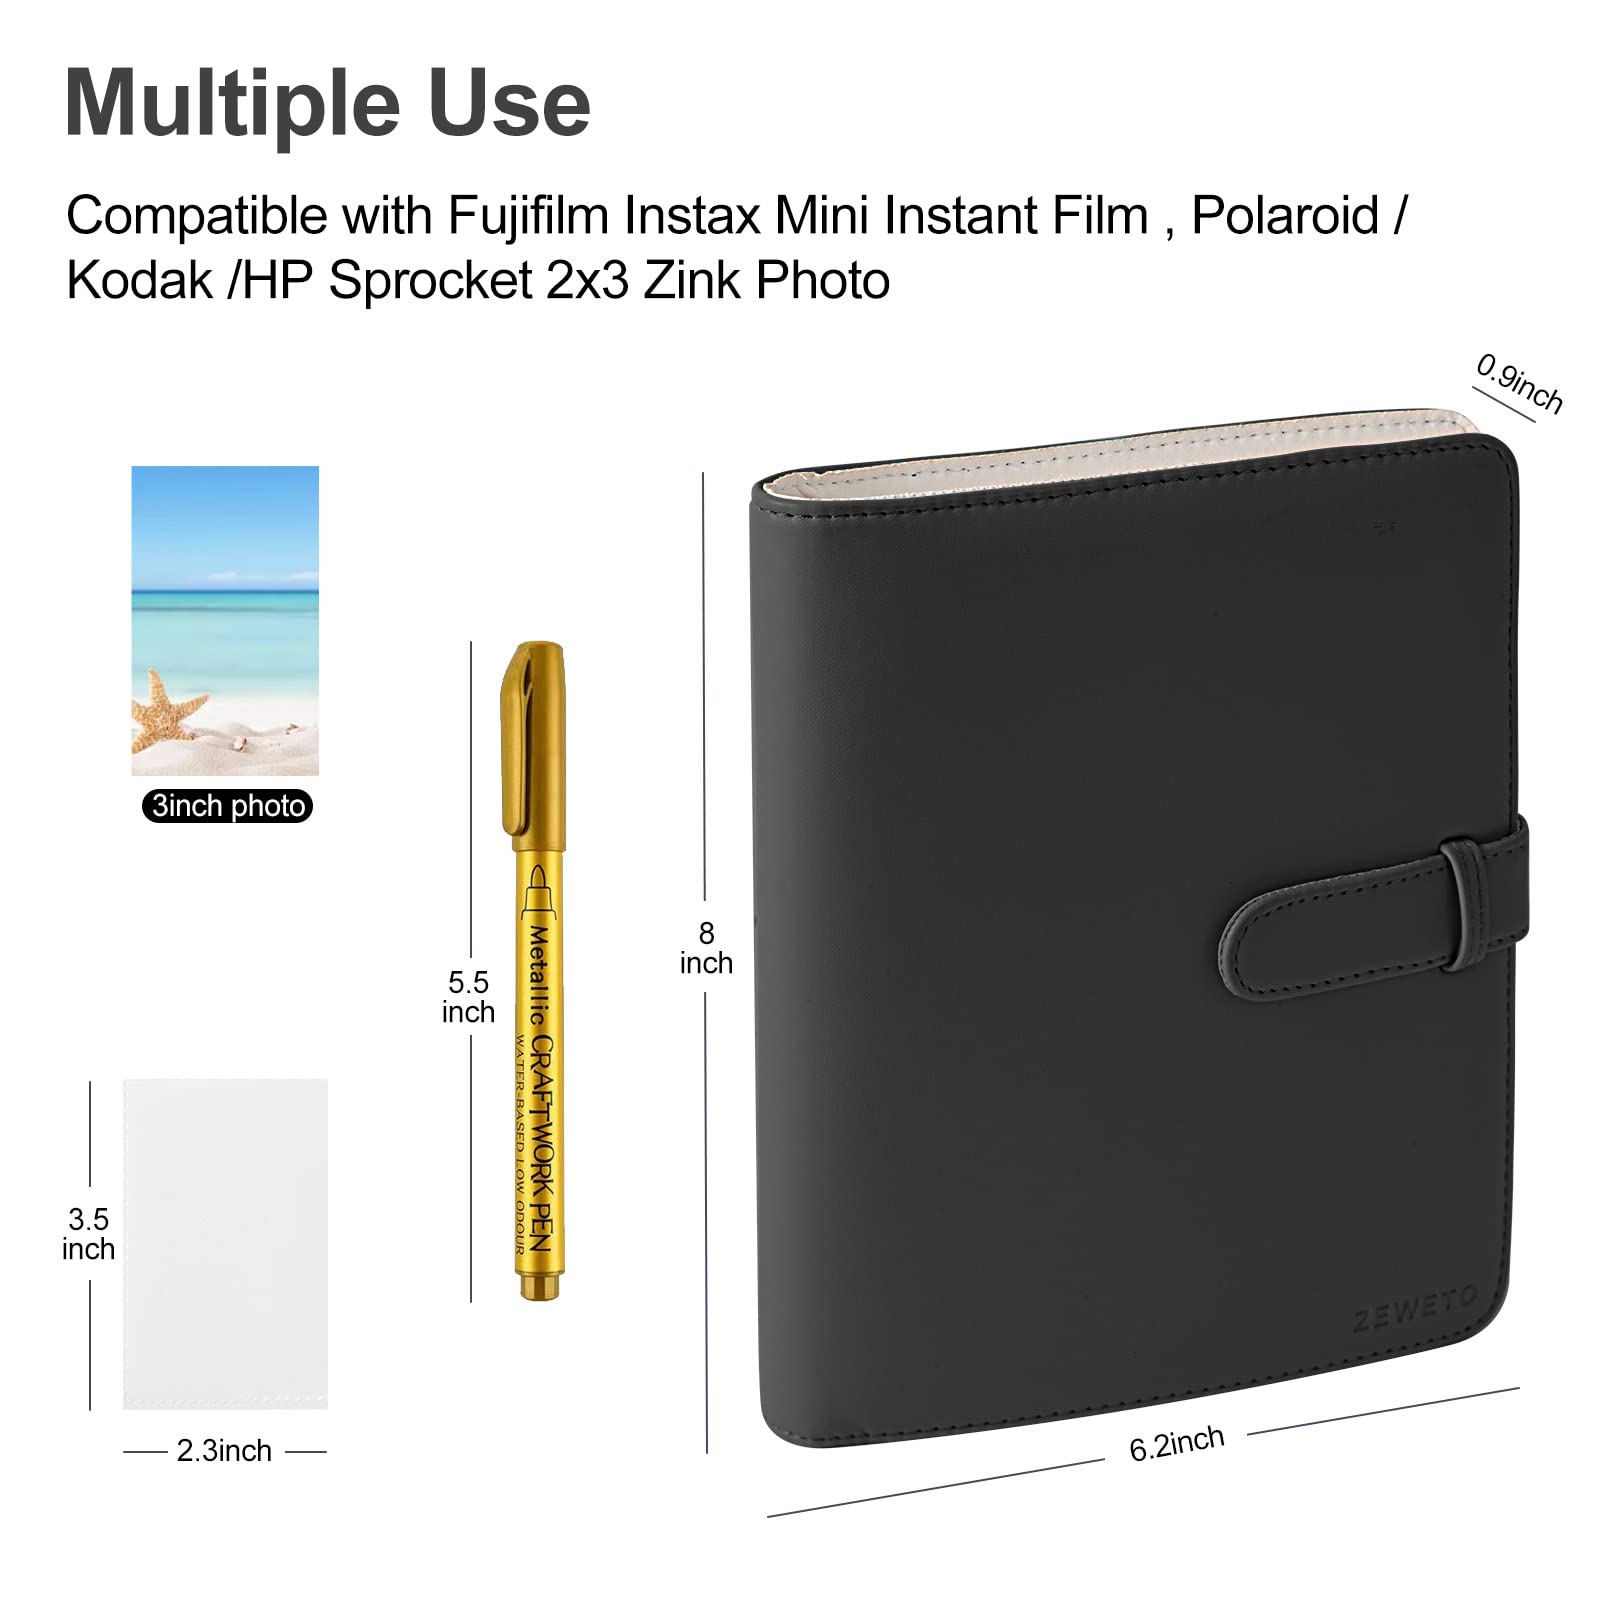 Multiple Use
Compatible with Fujifilm Instax Mini Instant Film , Polaroid /
Kodak /HP Sprocket 2x3 Zink Photo
0.9inch
3inch photo
8
inch
5.5
inch
Metallic CRAFTWORK PEN
WATER-BASED LOW ODOUR
3.5
inch
ZEWETO
2.3inch
6.2inch